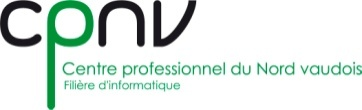 cpnv
Centre professionnel du Nord vaudois
Filière d'informatique